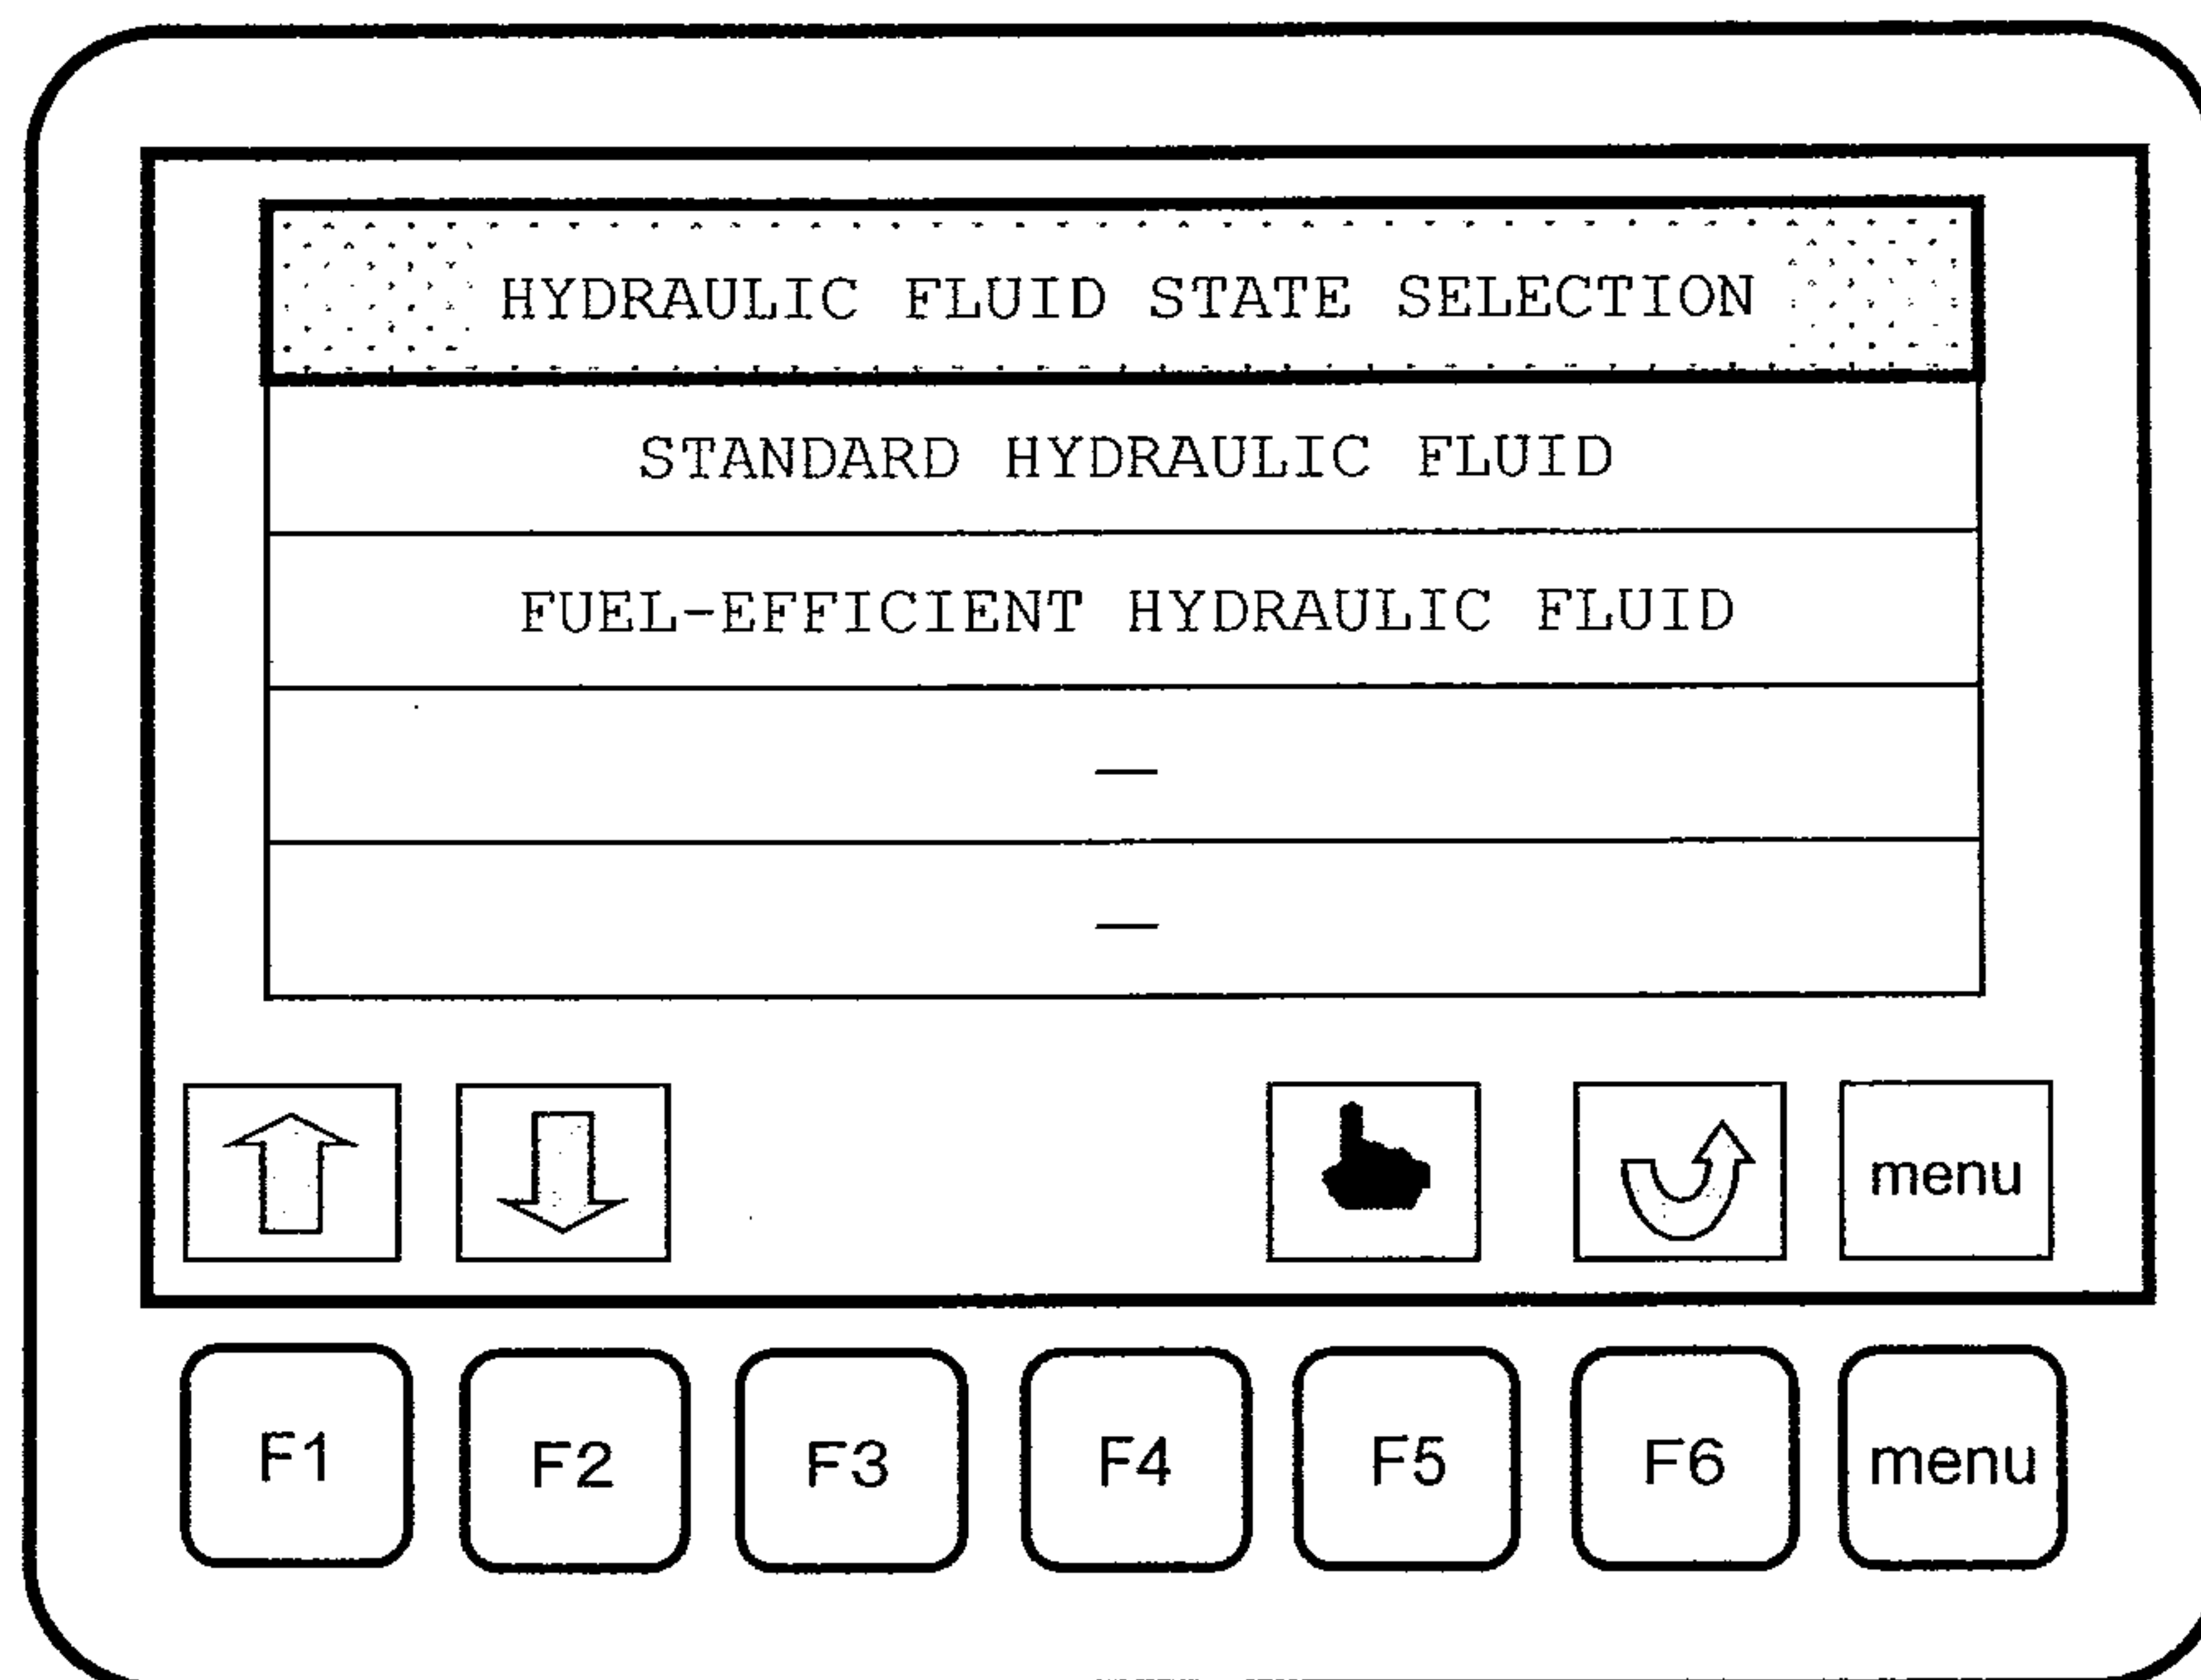 HYDRAULIC FLUID STATE SELECTION
STANDARD HYDRAULIC FLUID
FUEL-EFFICIENT HYDRAULIC FLUID
—
—
menu
F1 F2 F3 F4 F5 F6 menu